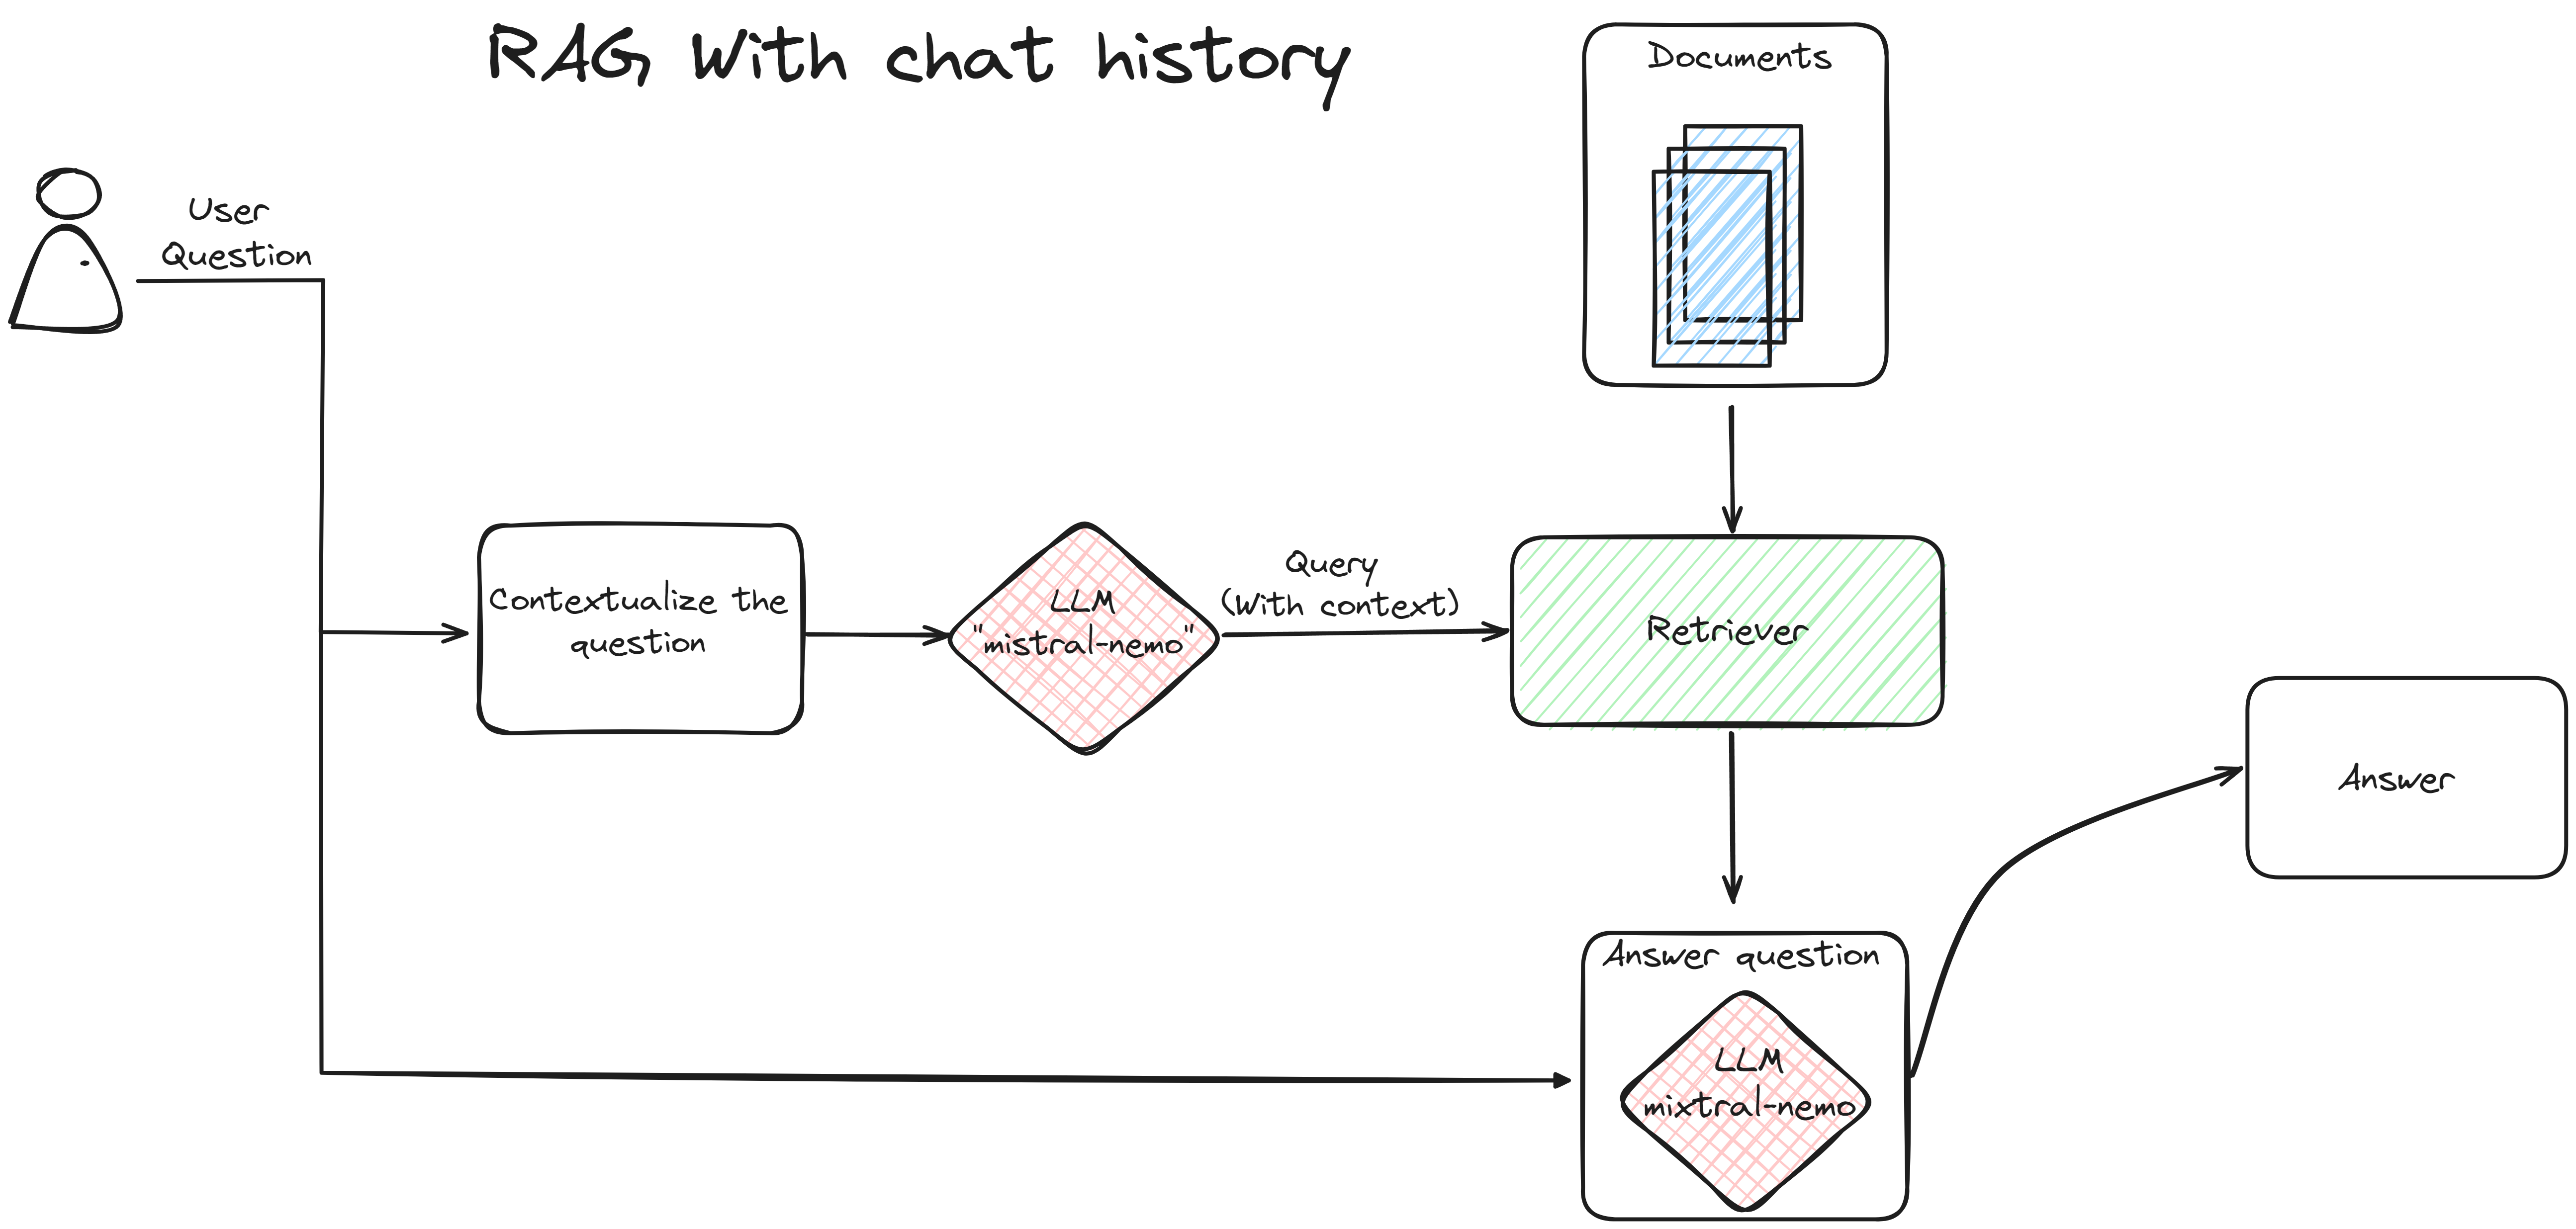 RAG With chat history
Documents
User
Question
Contextualize the
question
LLM
"mistral-nemo"
Query
(With context)
Retriever
Answer
Answer question
LLM
mixtral-nemo